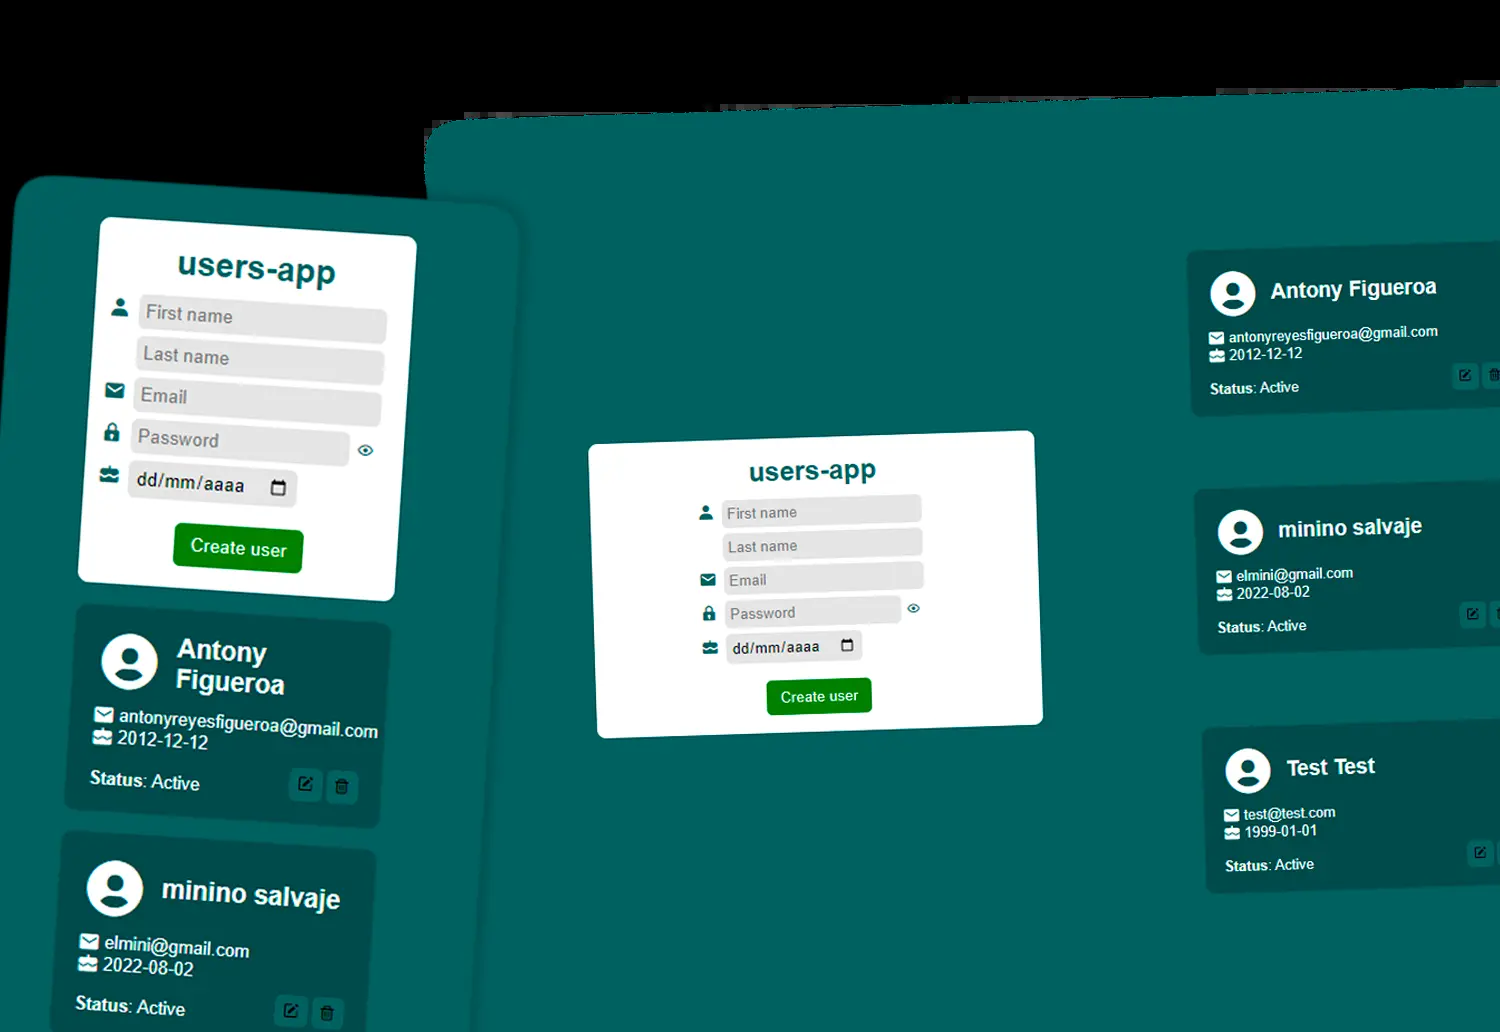 users-app
First name
Last name
Email
Password
dd/mm/aaaa
Create user
Antony
Figueroa
antonyreyesfigueroa@gmail.com
2012-12-12
Status: Active
minino salvaje
elmini@gmail.com
2022-08-02
Status: Active
users-app
First name
Last name
Email
Password
dd/mm/aaaa
Create user
Antony Figueroa
antonyreyesfigueroa@gmail.com
2012-12-12
Status: Active
minino salvaje
elmini@gmail.com
2022-08-02
Status: Active
Test Test
test@test.com
1999-01-01
Status: Active